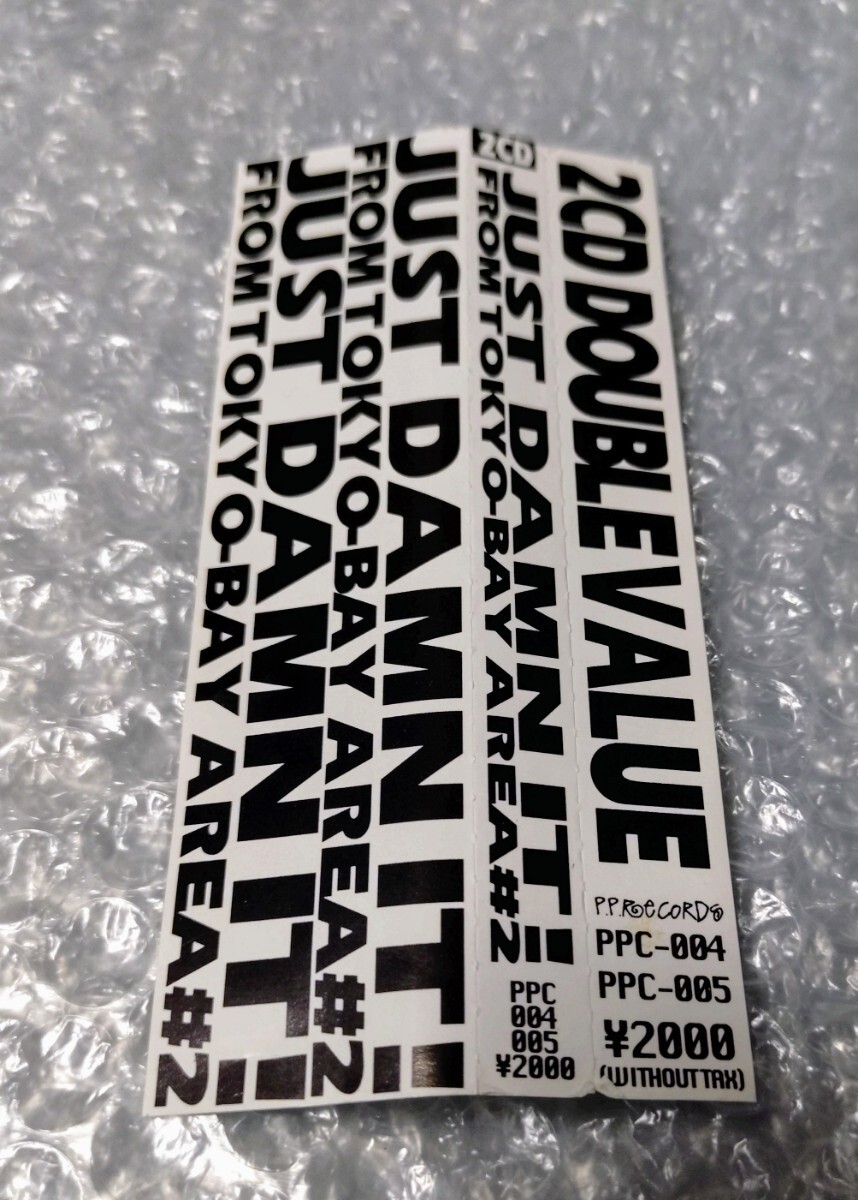 JUST DAMN IT!
FROM TOKYO-BAY AREA#2
JUST DAMN IT!
FROM TOKYO-BAY AREA#2
2CD
JUST DAMN IT!
FROM TOKYO-BAY AREA#2
PPC
004
005
¥2000
2CD DOUBLE VALUE
P.P.RECORDS
PPC-004
PPC-005
¥2000
(WITHOUT TAX)